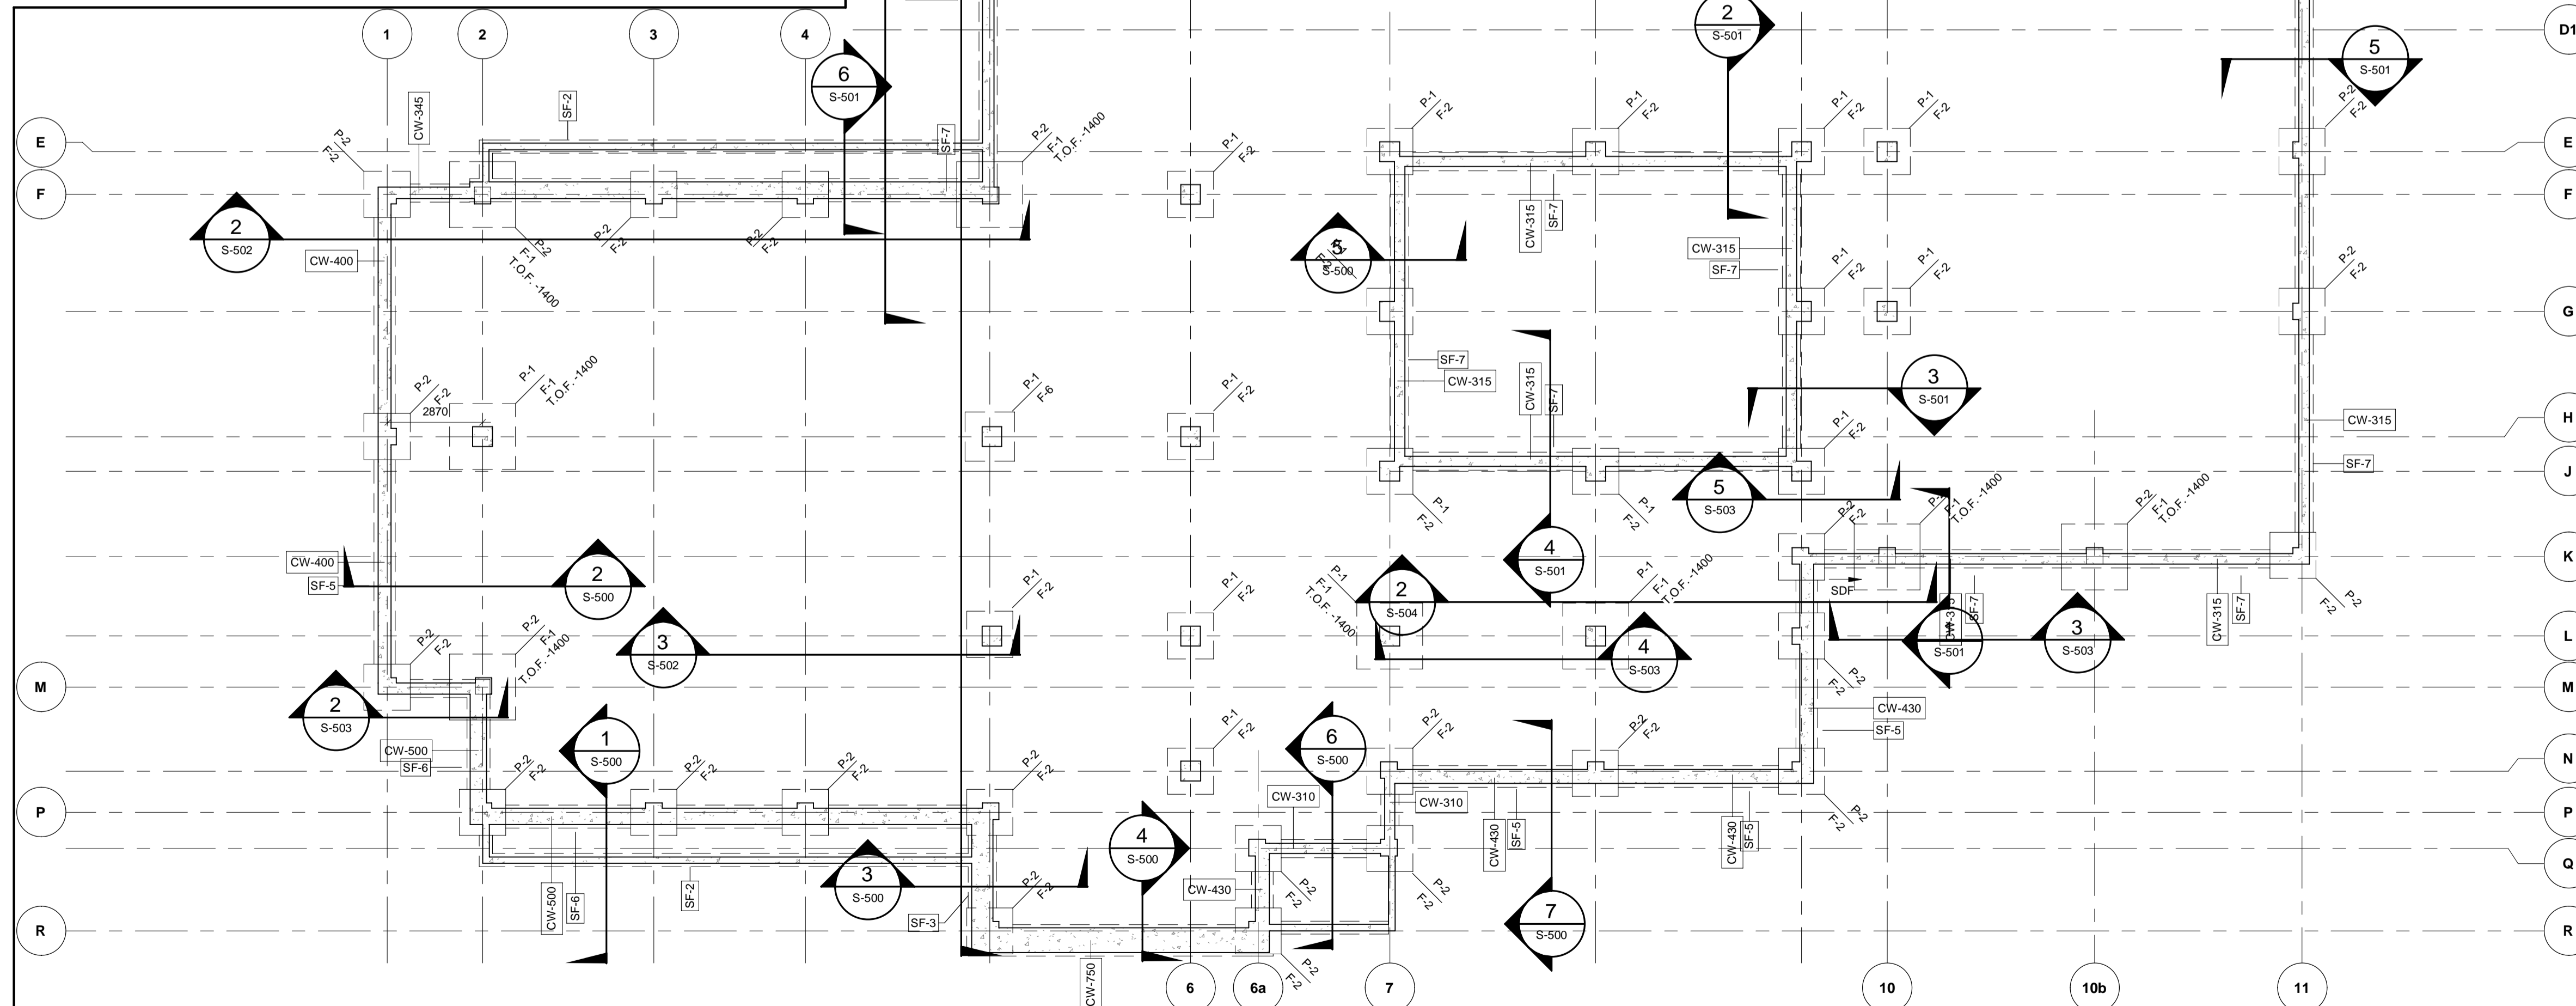 1
2
3
4
D1
2
S-501
5
S-501
6
S-501
E
CW-345
SF-2
SF-7
P-2
F-2
P-2
F-1
T.O.F. -1400
P-1
F-2
P-1
F-2
P-1
F-2
P-1
F-2
P-1
F-2
P-2
F-2
E
F
2
S-502
CW-400
P-2
F-1
T.O.F. -1400
P-2
F-2
P-2
F-2
CW-315
SF-7
CW-315
SF-7
F
S-500
P-1
F-2
P-1
F-2
P-2
F-2
G
P-2
F-2
2870
P-1
F-1
T.O.F. -1400
P-1
F-6
P-1
F-2
SF-7
CW-315
CW-315
SF-7
3
S-501
P-1
F-2
CW-315
H
SF-7
J
P-1
F-2
P-1
F-2
5
S-503
P-2
F-2
P-2
F-1
T.O.F. -1400
P-2
F-1
T.O.F. -1400
CW-400
SF-5
2
S-500
4
S-501
K
P-1
F-2
P-1
F-2
P-1
F-1
T.O.F. -1400
2
S-504
P-1
F-1
T.O.F. -1400
SDF
SF-7
CW-315
SF-7
P-2
F-2
P-2
F-2
P-2
F-1
T.O.F. -1400
3
S-502
4
S-503
S-501
3
S-503
L
M
P-2
F-2
M
2
S-503
CW-500
SF-6
1
S-500
P-1
F-2
6
S-500
P-2
F-2
P-2
F-2
CW-430
SF-5
N
P-2
F-2
P-2
F-2
P-2
F-2
P-2
F-2
P
CW-310
CW-310
P-2
F-2
P
4
S-500
CW-430
SF-5
CW-430
SF-5
Q
CW-500
SF-6
SF-2
3
S-500
P-2
F-2
CW-430
P-2
F-2
P-2
F-2
R
SF-3
7
S-500
R
CW-750
P-2
F-2
6
6a
7
10
10b
11